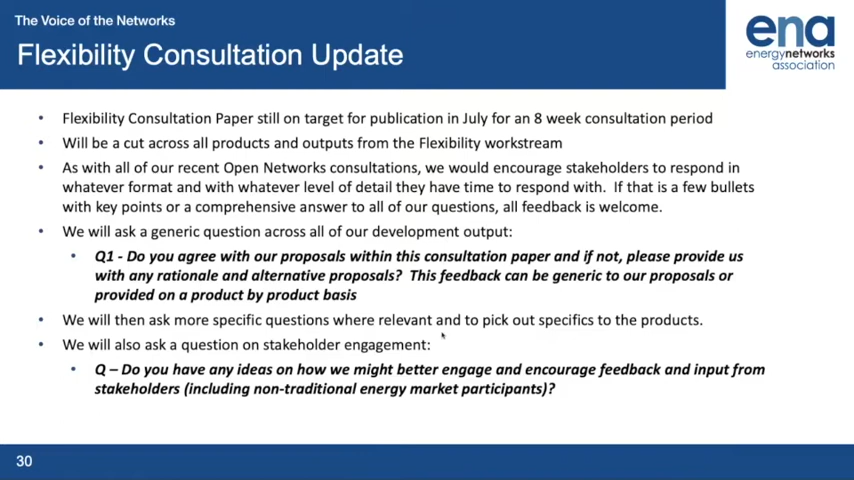 The Voice of the Networks
Flexibility Consultation Update
ena
energynetworks
association
• Flexibility Consultation Paper still on target for publication in July for an 8 week consultation period
• Will be a cut across all products and outputs from the Flexibility workstream
• As with all of our recent Open Networks consultations, we would encourage stakeholders to respond in
whatever format and with whatever level of detail they have time to respond with. If that is a few bullets
with key points or a comprehensive answer to all of our questions, all feedback is welcome.
• We will ask a generic question across all of our development output:
• Q1 - Do you agree with our proposals within this consultation paper and if not, please provide us
with any rationale and alternative proposals? This feedback can be generic to our proposals or
provided on a product by product basis
• We will then ask more specific questions where relevant and to pick out specifics to the products.
• We will also ask a question on stakeholder engagement:
• Q – Do you have any ideas on how we might better engage and encourage feedback and input from
stakeholders (including non-traditional energy market participants)?
30